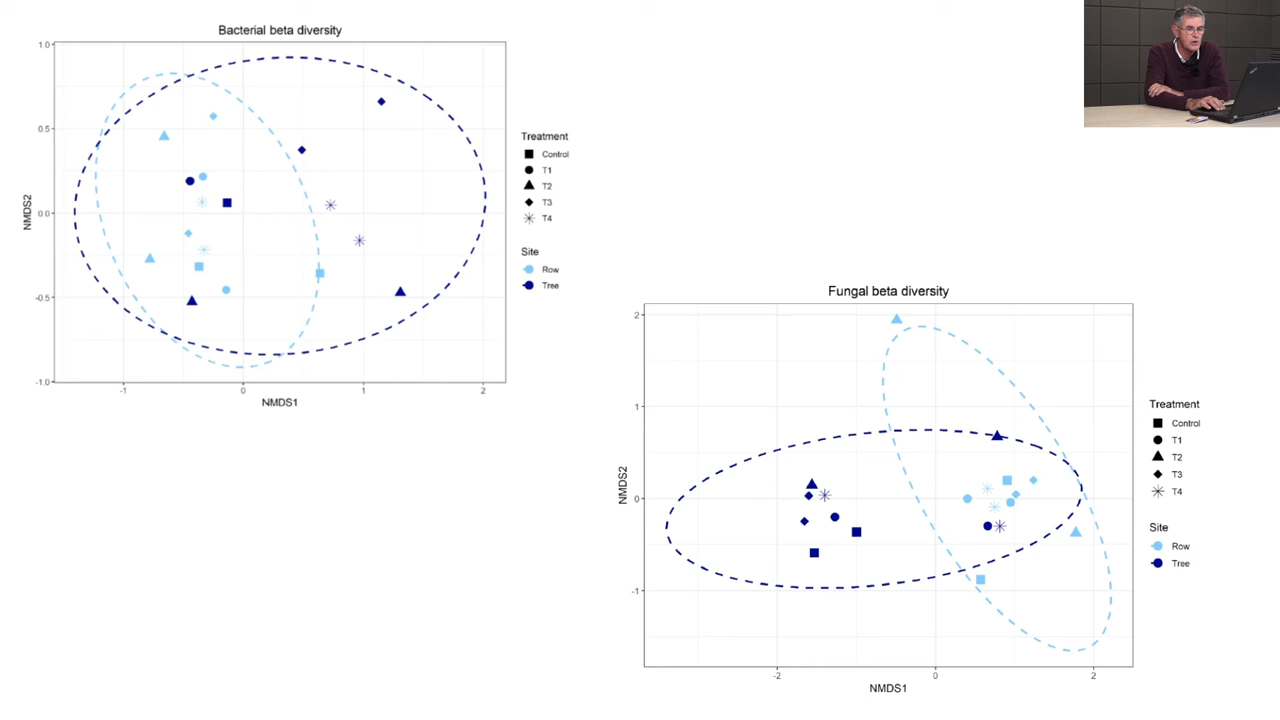 Bacterial beta diversity
1.0
0.5
0.0
-0.5
-1.0
NMDS2
-1
0
1
2
NMDS1
Treatment
Control
T1
T2
T3
T4
Site
Row
Tree
Fungal beta diversity
2
1
0
-1
NMDS2
-2
0
2
NMDS1
Treatment
Control
T1
T2
T3
T4
Site
Row
Tree